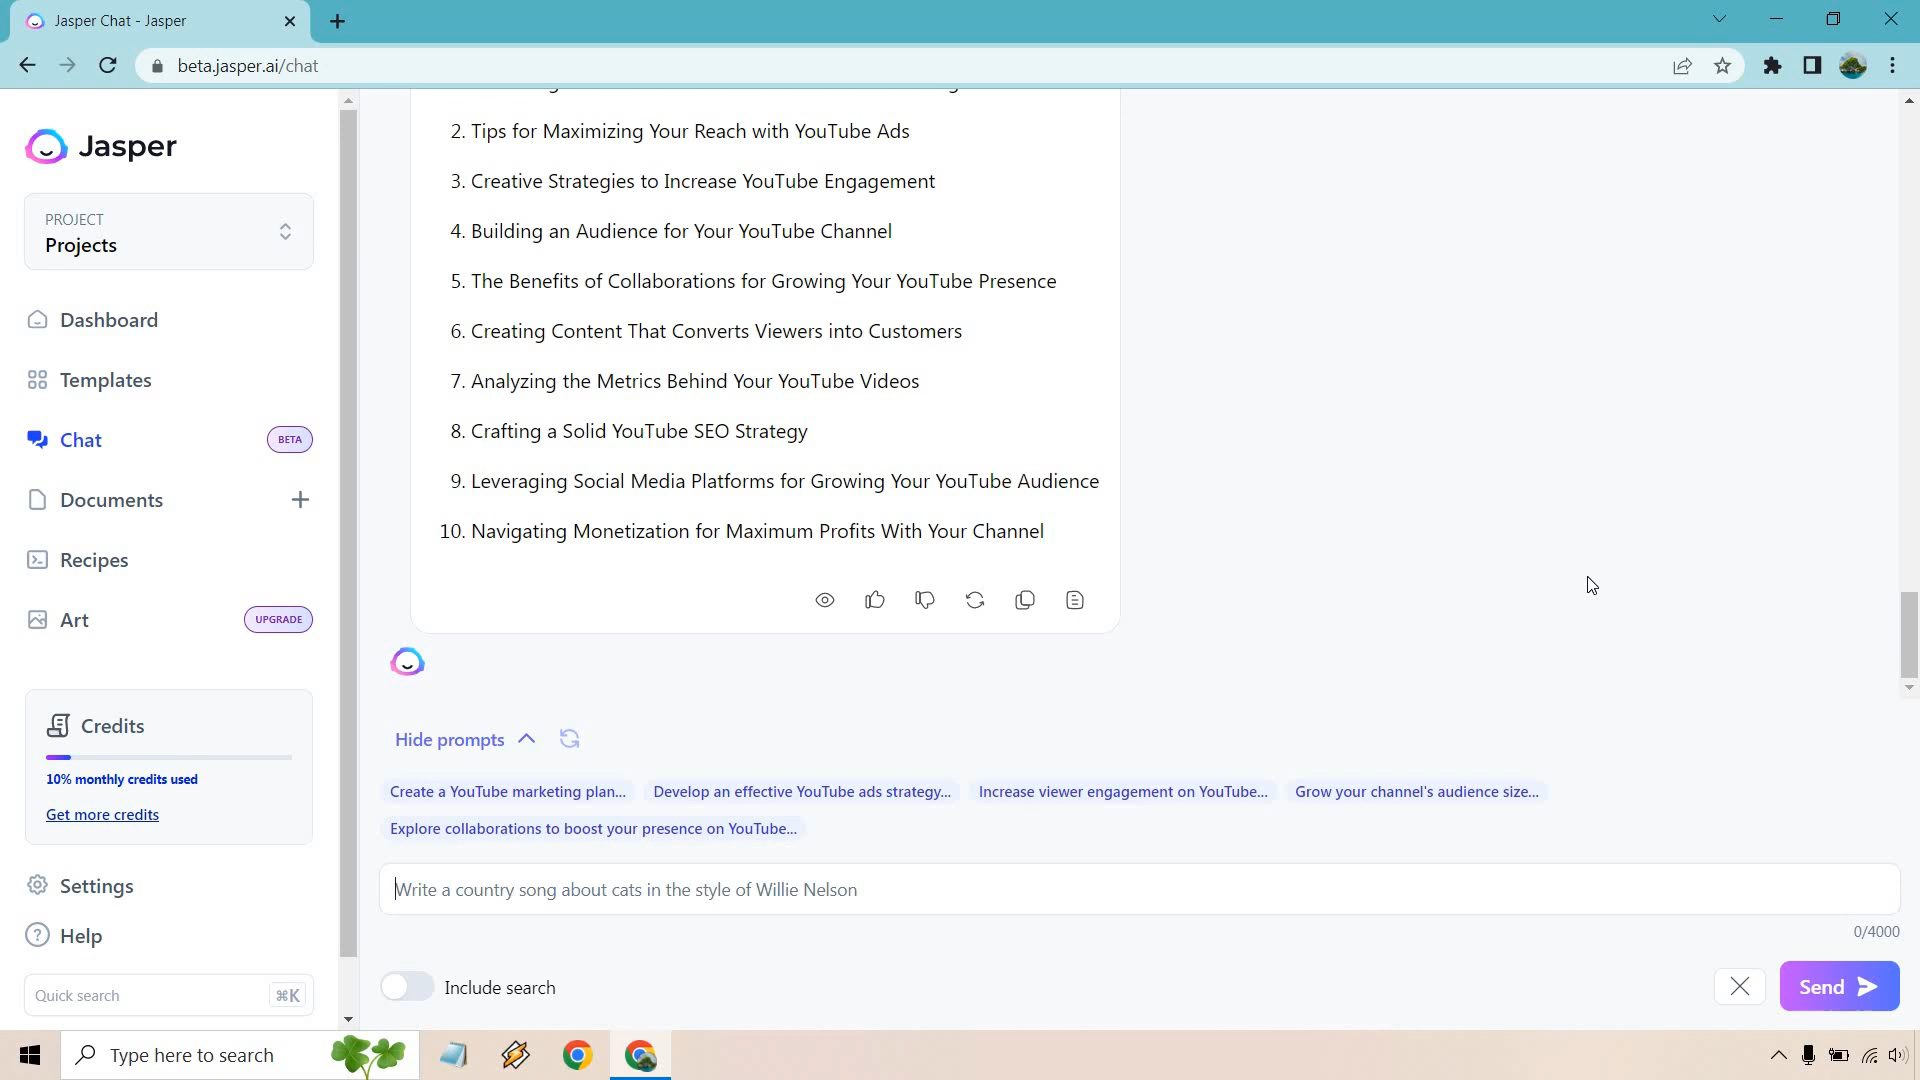 Jasper Chat - Jasper
beta.jasper.ai/chat
Jasper
PROJECT
Projects
Dashboard
Templates
Chat
BETA
Documents
Recipes
Art
UPGRADE
Credits
10% monthly credits used
Get more credits
Settings
Help
Quick search
⌘K
2. Tips for Maximizing Your Reach with YouTube Ads
3. Creative Strategies to Increase YouTube Engagement
4. Building an Audience for Your YouTube Channel
5. The Benefits of Collaborations for Growing Your YouTube Presence
6. Creating Content That Converts Viewers into Customers
7. Analyzing the Metrics Behind Your YouTube Videos
8. Crafting a Solid YouTube SEO Strategy
9. Leveraging Social Media Platforms for Growing Your YouTube Audience
10. Navigating Monetization for Maximum Profits With Your Channel
Hide prompts
Create a YouTube marketing plan...
Develop an effective YouTube ads strategy...
Increase viewer engagement on YouTube...
Grow your channel's audience size...
Explore collaborations to boost your presence on YouTube...
Write a country song about cats in the style of Willie Nelson
0/4000
Include search
Send
Type here to search